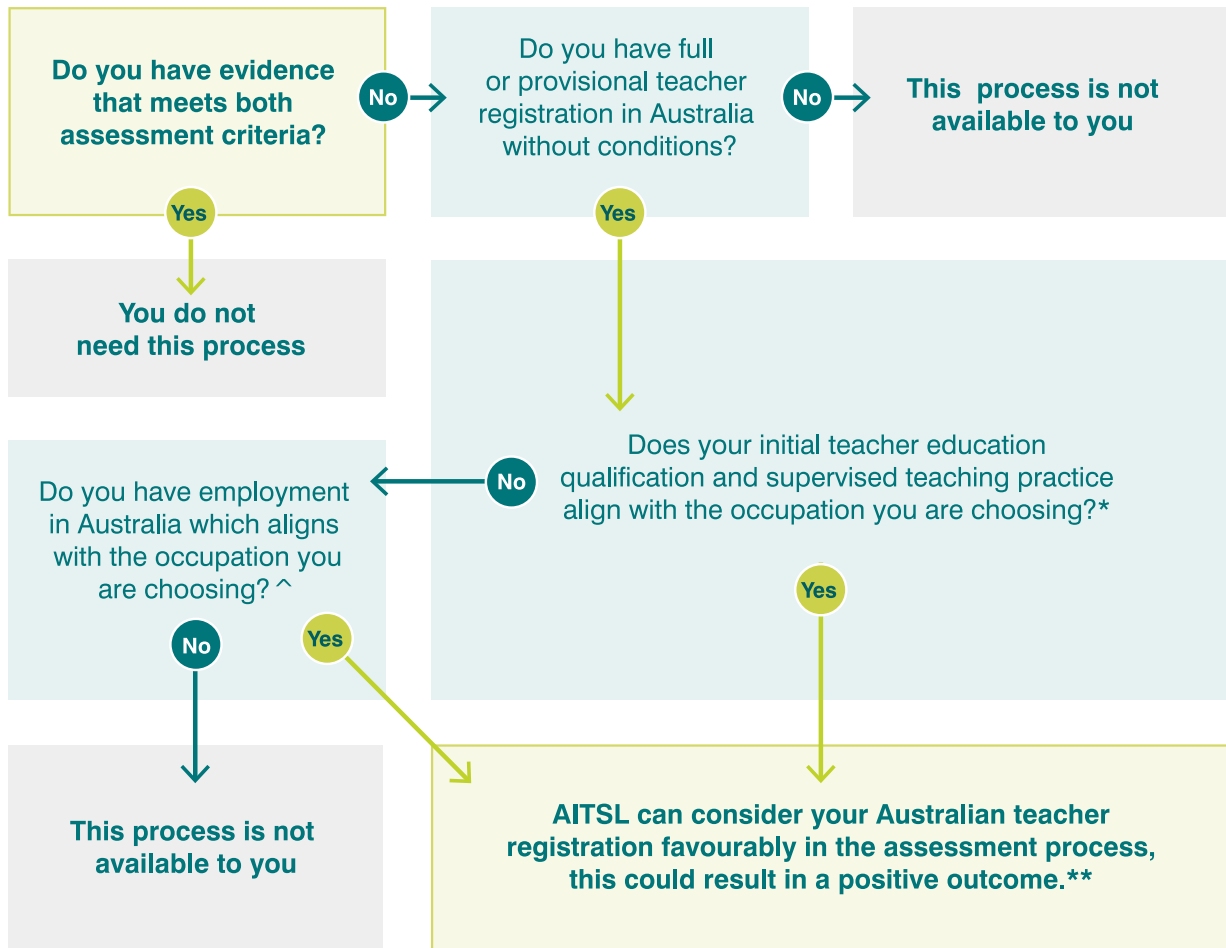 Do you have evidence
that meets both
assessment criteria?
No
Do you have full
or provisional teacher
registration in Australia
without conditions?
No
This process is not
available to you
Yes
Yes
You do not
need this process
Does your initial teacher education
qualification and supervised teaching practice
align with the occupation you are choosing?*
No
Do you have employment
in Australia which aligns
with the occupation you
are choosing? ^
Yes
No
Yes
This process is not
available to you
AITSL can consider your Australian teacher
registration favourably in the assessment process,
this could result in a positive outcome.**